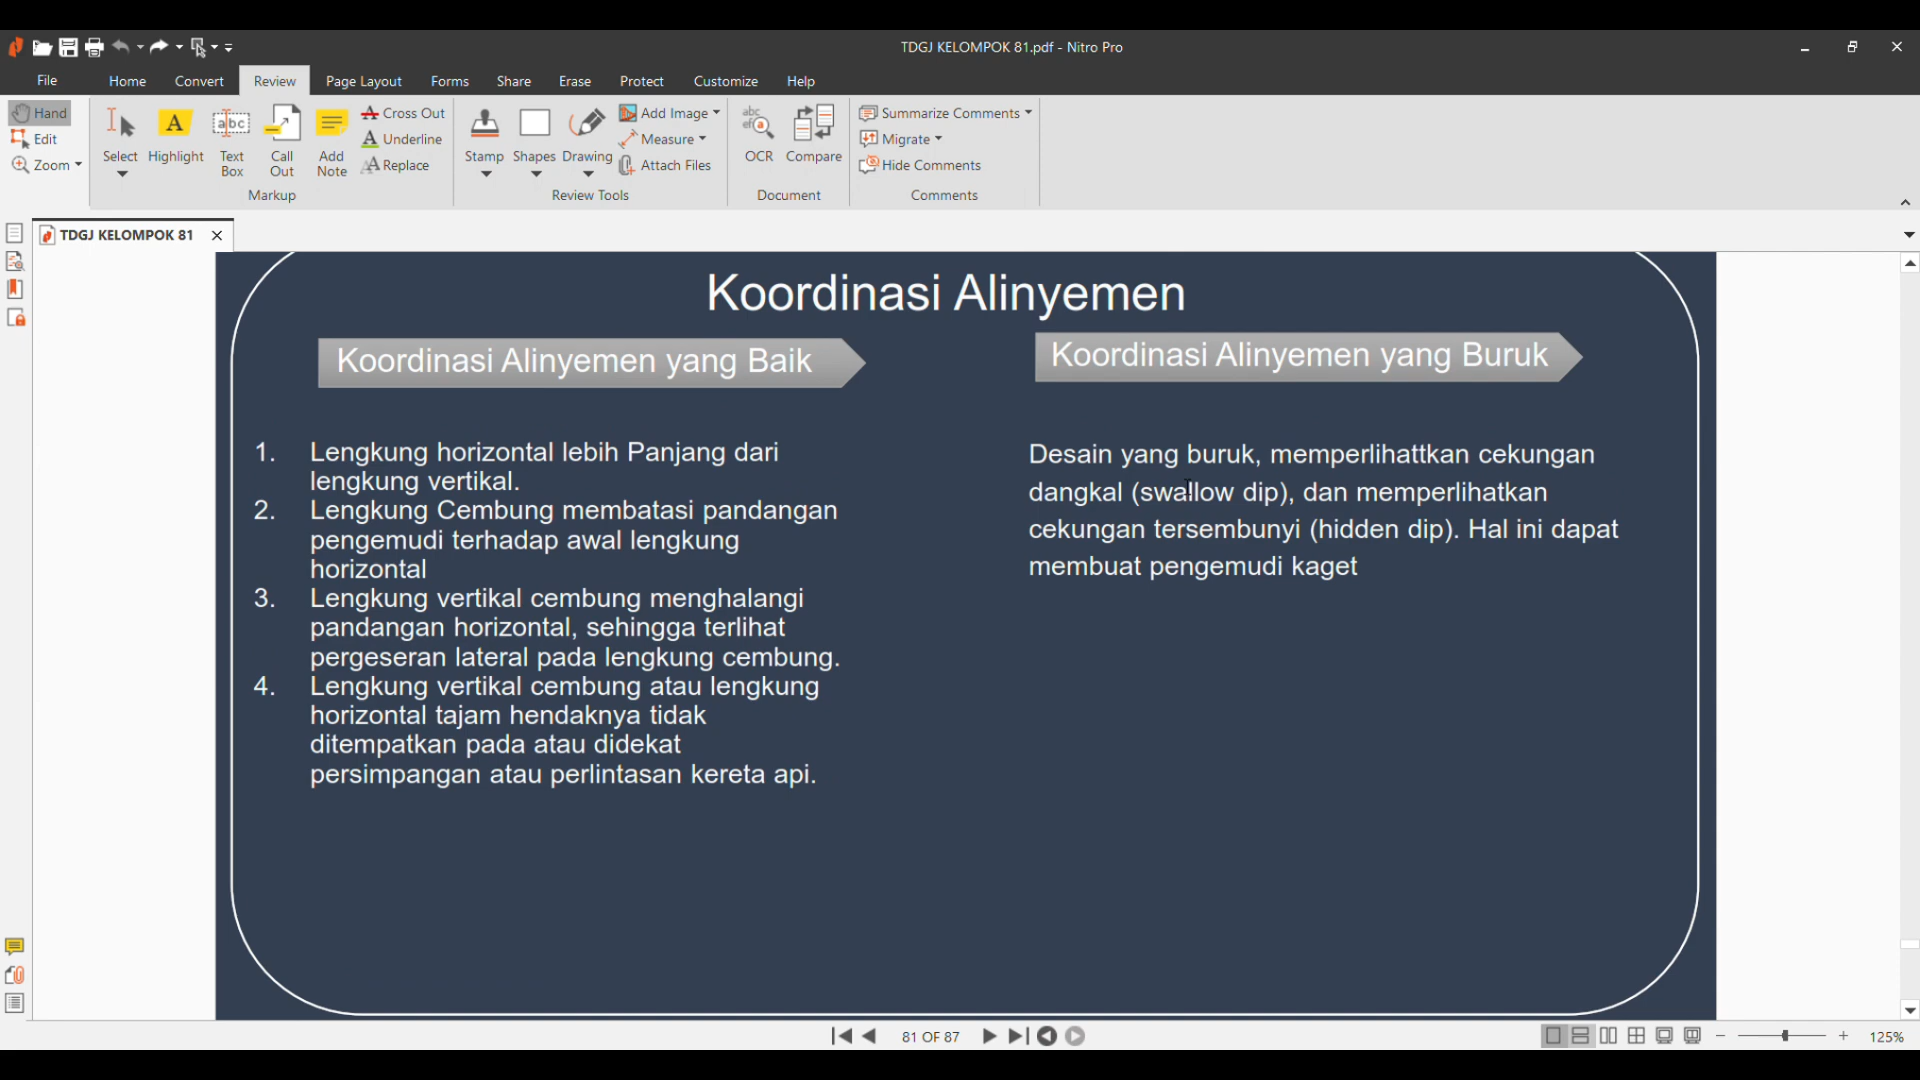 TDGJ KELOMPOK 81.pdf - Nitro Pro
File Home Convert Review Page Layout Forms Share Erase Protect Customize Help
Hand
Edit
Zoom
Select
Highlight
Text Box
Call Out
Add Note
Cross Out
Underline
Replace
Markup
Stamp
Shapes
Drawing
Add Image
Measure
Attach Files
Review Tools
OCR
Compare
Document
Summarize Comments
Migrate
Hide Comments
Comments
TDGJ KELOMPOK 81
Koordinasi Alinyemen
Koordinasi Alinyemen yang Baik
1. Lengkung horizontal lebih Panjang dari
lengkung vertikal.
2. Lengkung Cembung membatasi pandangan
pengemudi terhadap awal lengkung
horizontal
3. Lengkung vertikal cembung menghalangi
pandangan horizontal, sehingga terlihat
pergeseran lateral pada lengkung cembung.
4. Lengkung vertikal cembung atau lengkung
horizontal tajam hendaknya tidak
ditempatkan pada atau didekat
persimpangan atau perlintasan kereta api.
Koordinasi Alinyemen yang Buruk
Desain yang buruk, memperlihattkan cekungan
dangkal (swallow dip), dan memperlihatkan
cekungan tersembunyi (hidden dip). Hal ini dapat
membuat pengemudi kaget
81 OF 87
125%